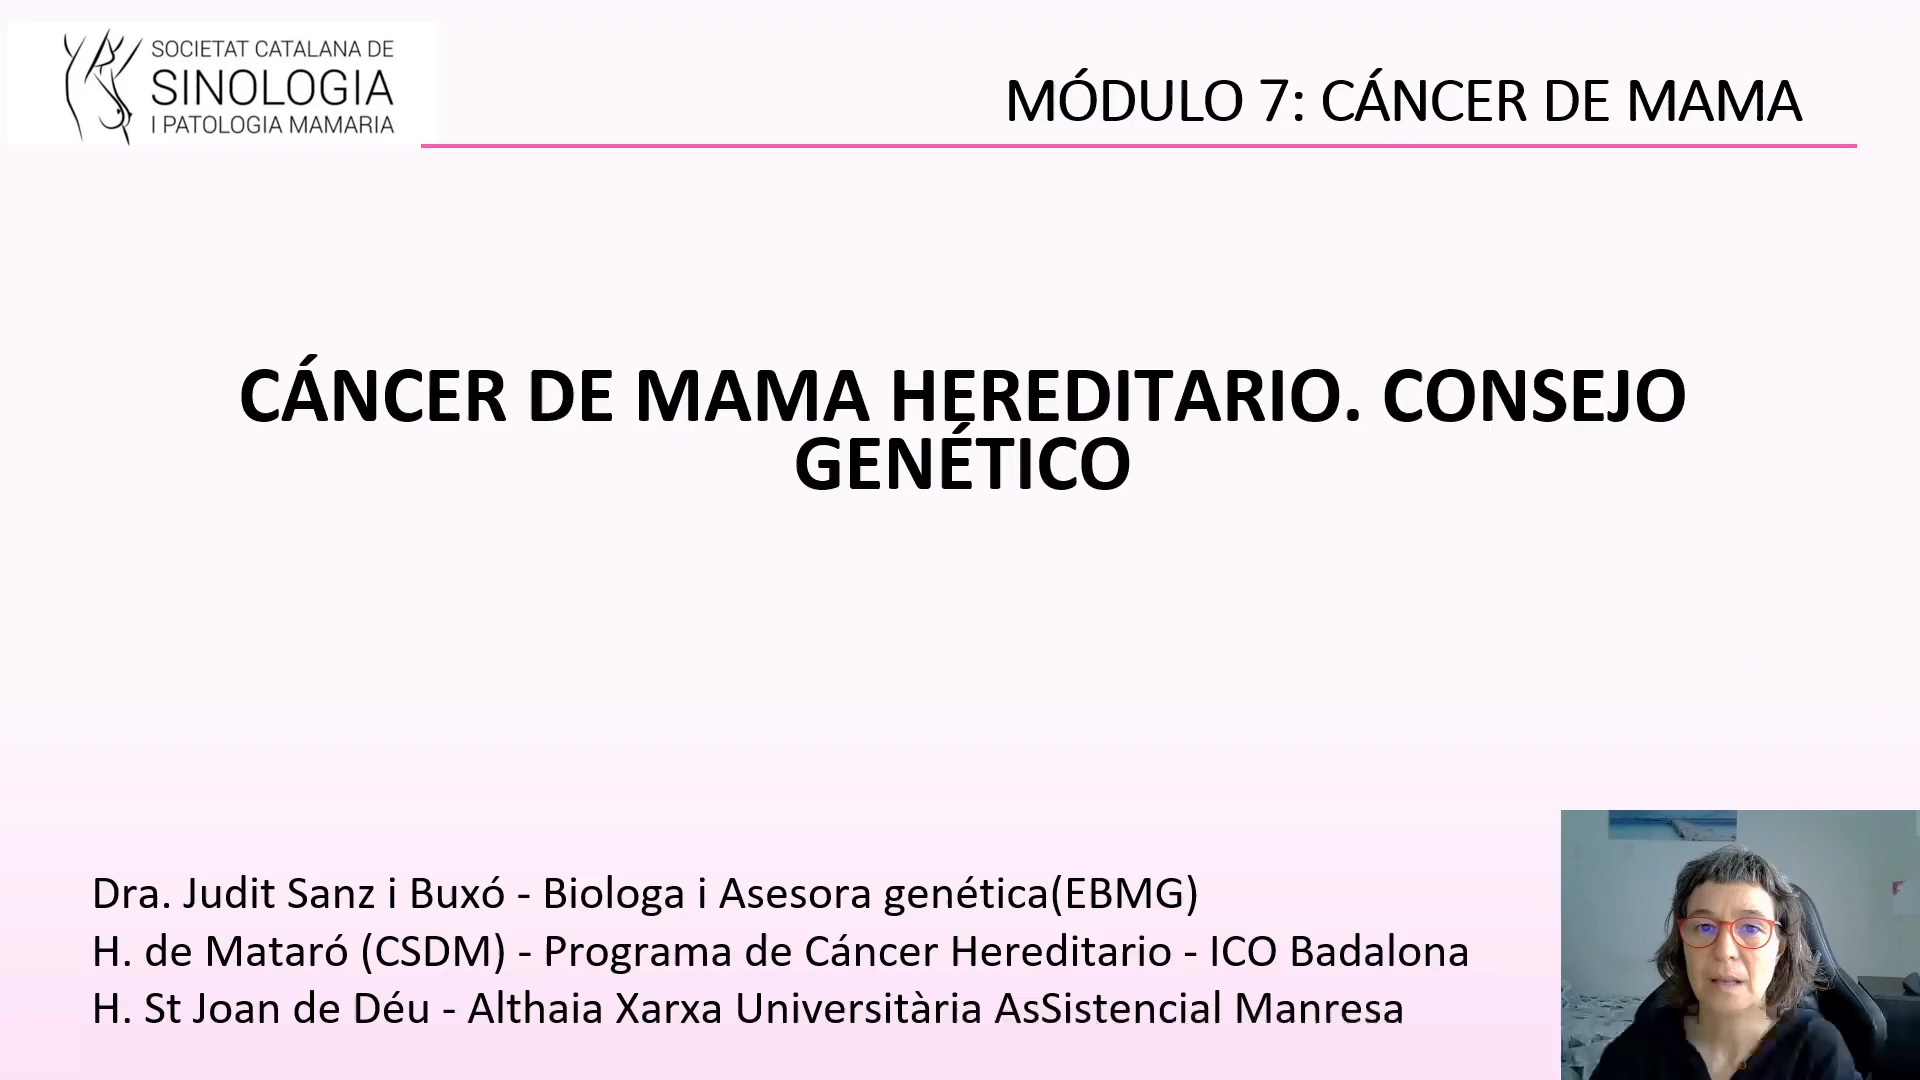 SOCIETAT CATALANA DE
SINOLOGIA
I PATOLOGIA MAMARIA
MÓDULO 7: CÁNCER DE MAMA
CÁNCER DE MAMA HEREDITARIO. CONSEJO
GENÉTICO
Dra. Judit Sanz i Buxó - Biologa i Asesora genética(EBMG)
H. de Mataró (CSDM) - Programa de Cáncer Hereditario - ICO Badalona
H. St Joan de Déu - Althaia Xarxa Universitària AsSistencial Manresa